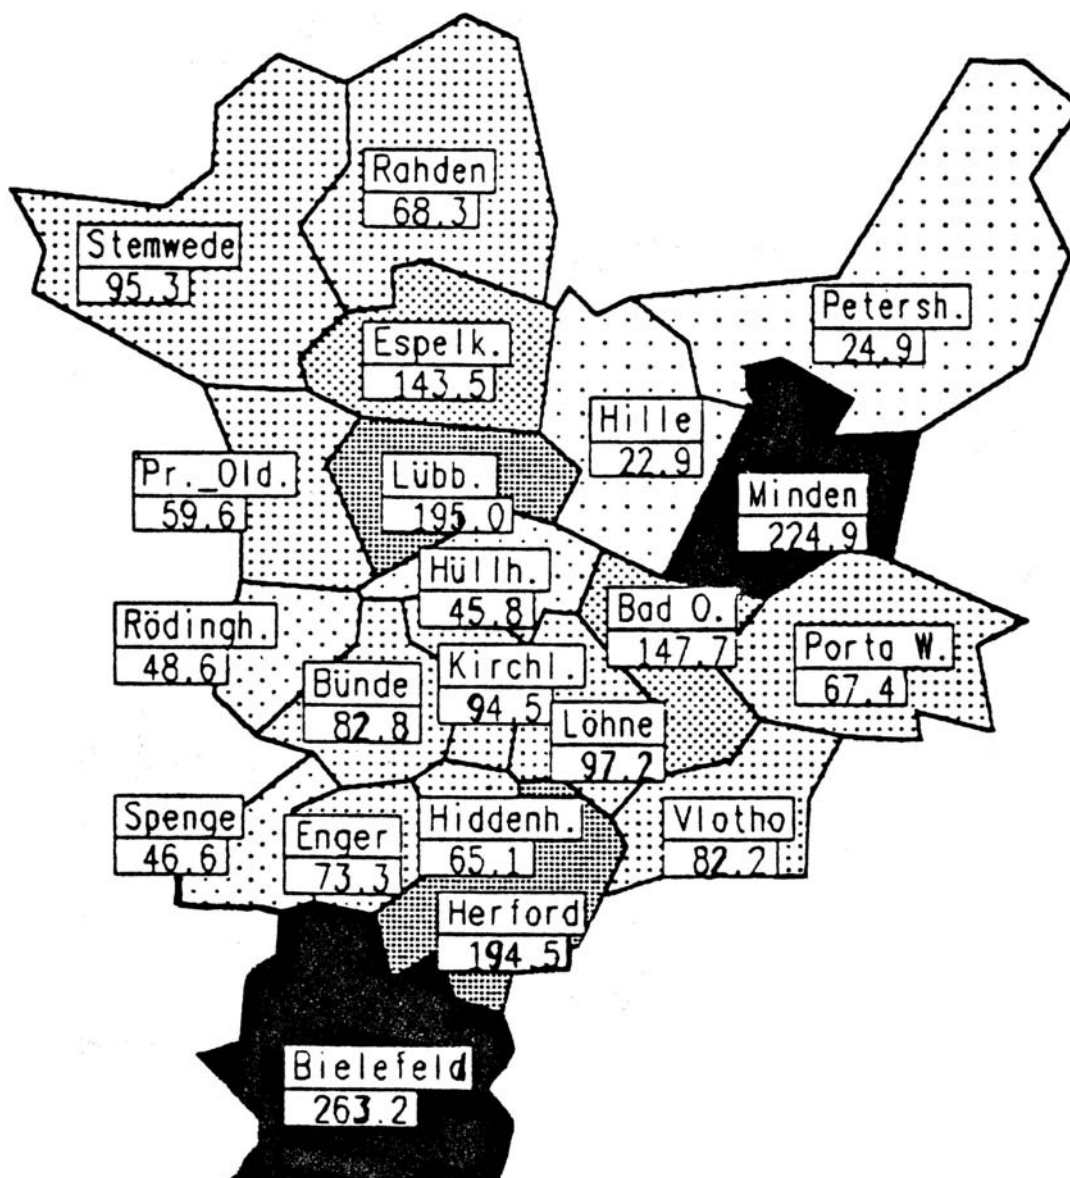 Rahden
68.3
Stemwede
95.3
Petersh.
24.9
Espelk.
143.5
Hille
22.9
Pr._Old.
59.6
Lübb.
195.0
Minden
224.9
Hüllh.
45.8
Bad O.
147.7
Rödingh.
48.6
Porta W.
67.4
Kirchl.
94.5
Bünde
82.8
Löhne
97.2
Spenge
46.6
Hiddenh.
65.1
Vlotho
82.2
Enger
73.3
Herford
194.5
Bielefeld
263.2